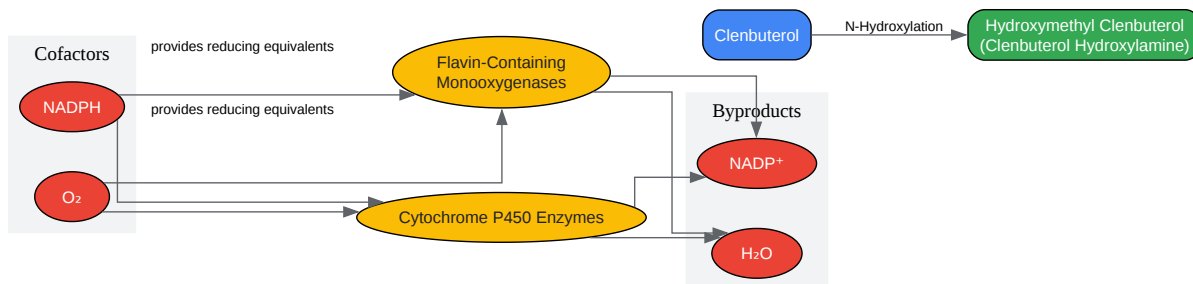 Cofactors
NADPH
O₂
provides reducing equivalents
provides reducing equivalents
Flavin-Containing
Monooxygenases
Cytochrome P450 Enzymes
Clenbuterol
N-Hydroxylation
Hydroxymethyl Clenbuterol
(Clenbuterol Hydroxylamine)
Byproducts
NADP⁺
H₂O